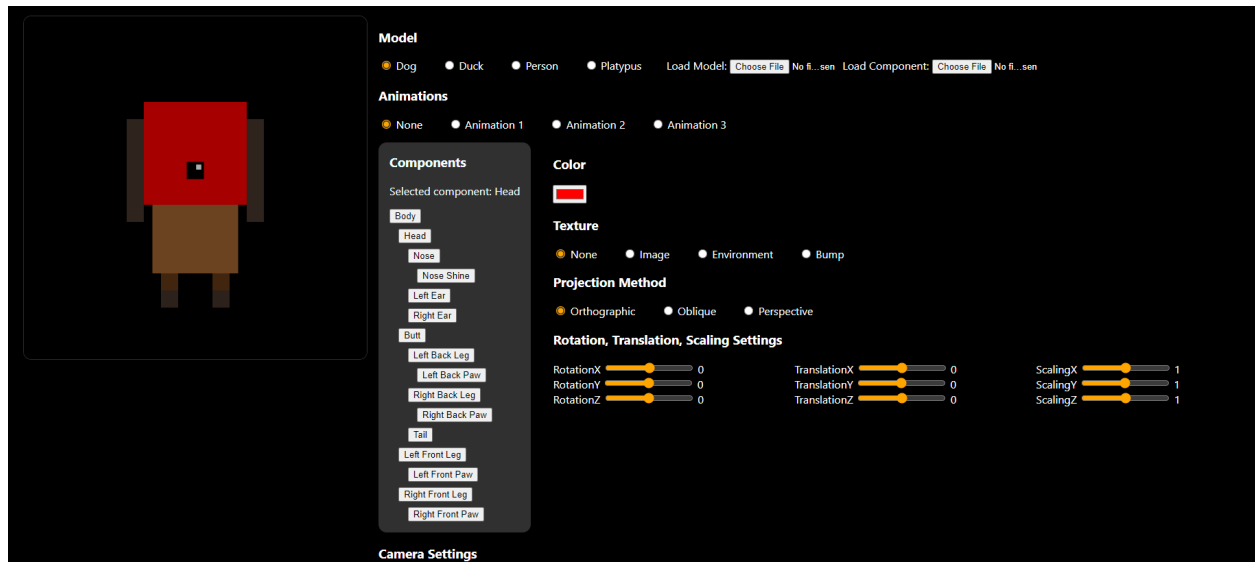 Model
Dog Duck Person Platypus Load Model: Choose File No fi...sen Load Component: Choose File No fi...sen
Animations
None Animation 1 Animation 2 Animation 3
Components
Selected component: Head
Body
Head
Nose
Nose Shine
Left Ear
Right Ear
Butt
Left Back Leg
Left Back Paw
Right Back Leg
Right Back Paw
Tail
Left Front Leg
Left Front Paw
Right Front Leg
Right Front Paw
Color
Texture
None Image Environment Bump
Projection Method
Orthographic Oblique Perspective
Rotation, Translation, Scaling Settings
RotationX 0 TranslationX 0 ScalingX 1
RotationY 0 TranslationY 0 ScalingY 1
RotationZ 0 TranslationZ 0 ScalingZ 1
Camera Settings